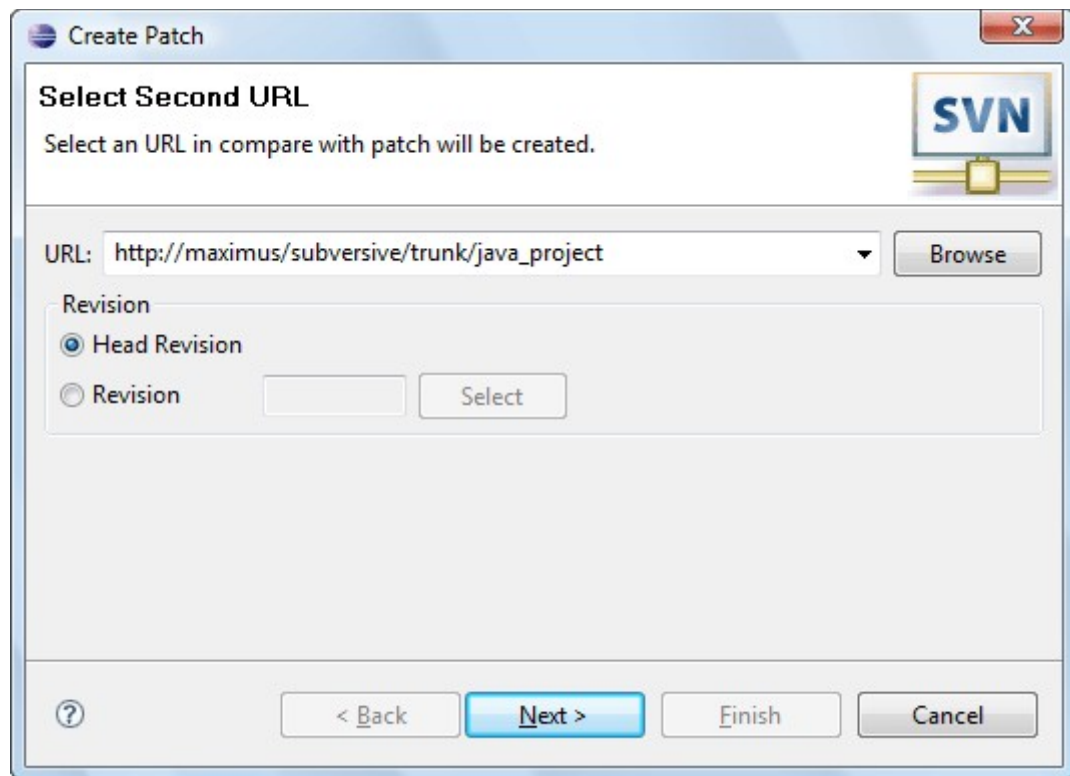 Create Patch
X
Select Second URL
Select an URL in compare with patch will be created.
SVN
URL: http://maximus/subversive/trunk/java_project Browse
Revision
Head Revision
Revision Select
? < Back Next > Finish Cancel